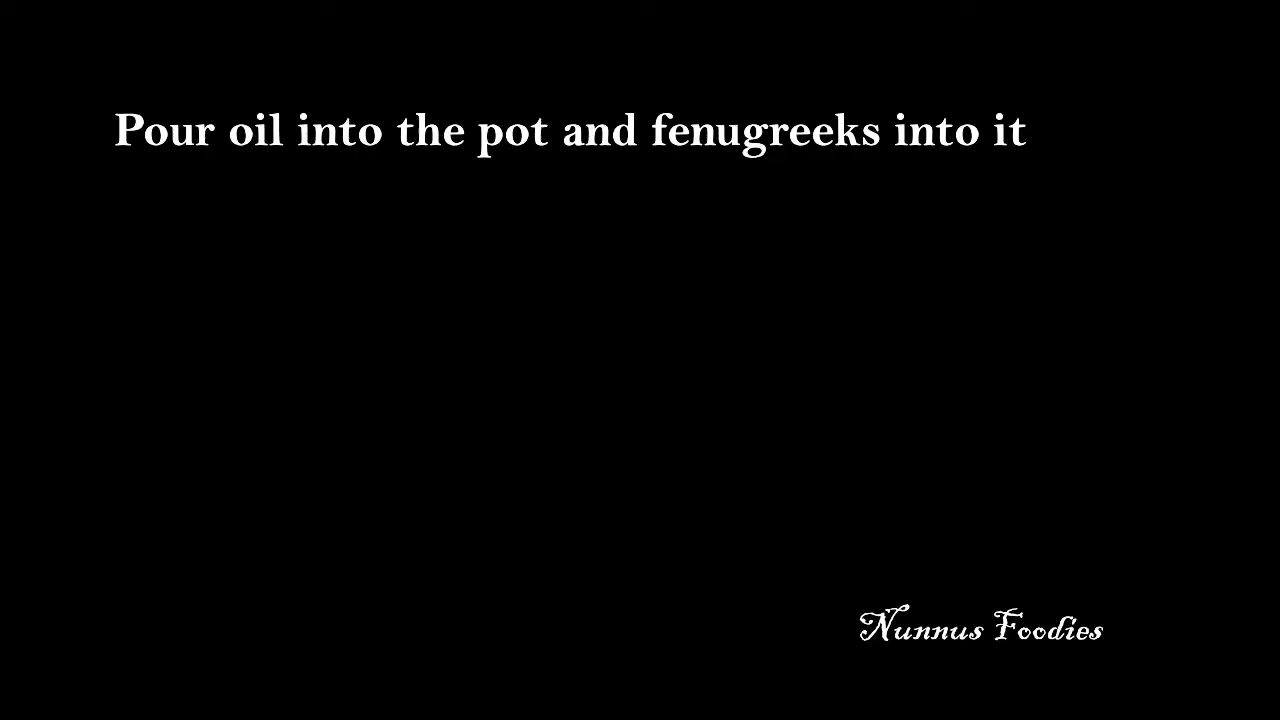 Pour oil into the pot and fenugreeks into it
Nunnus Foodies